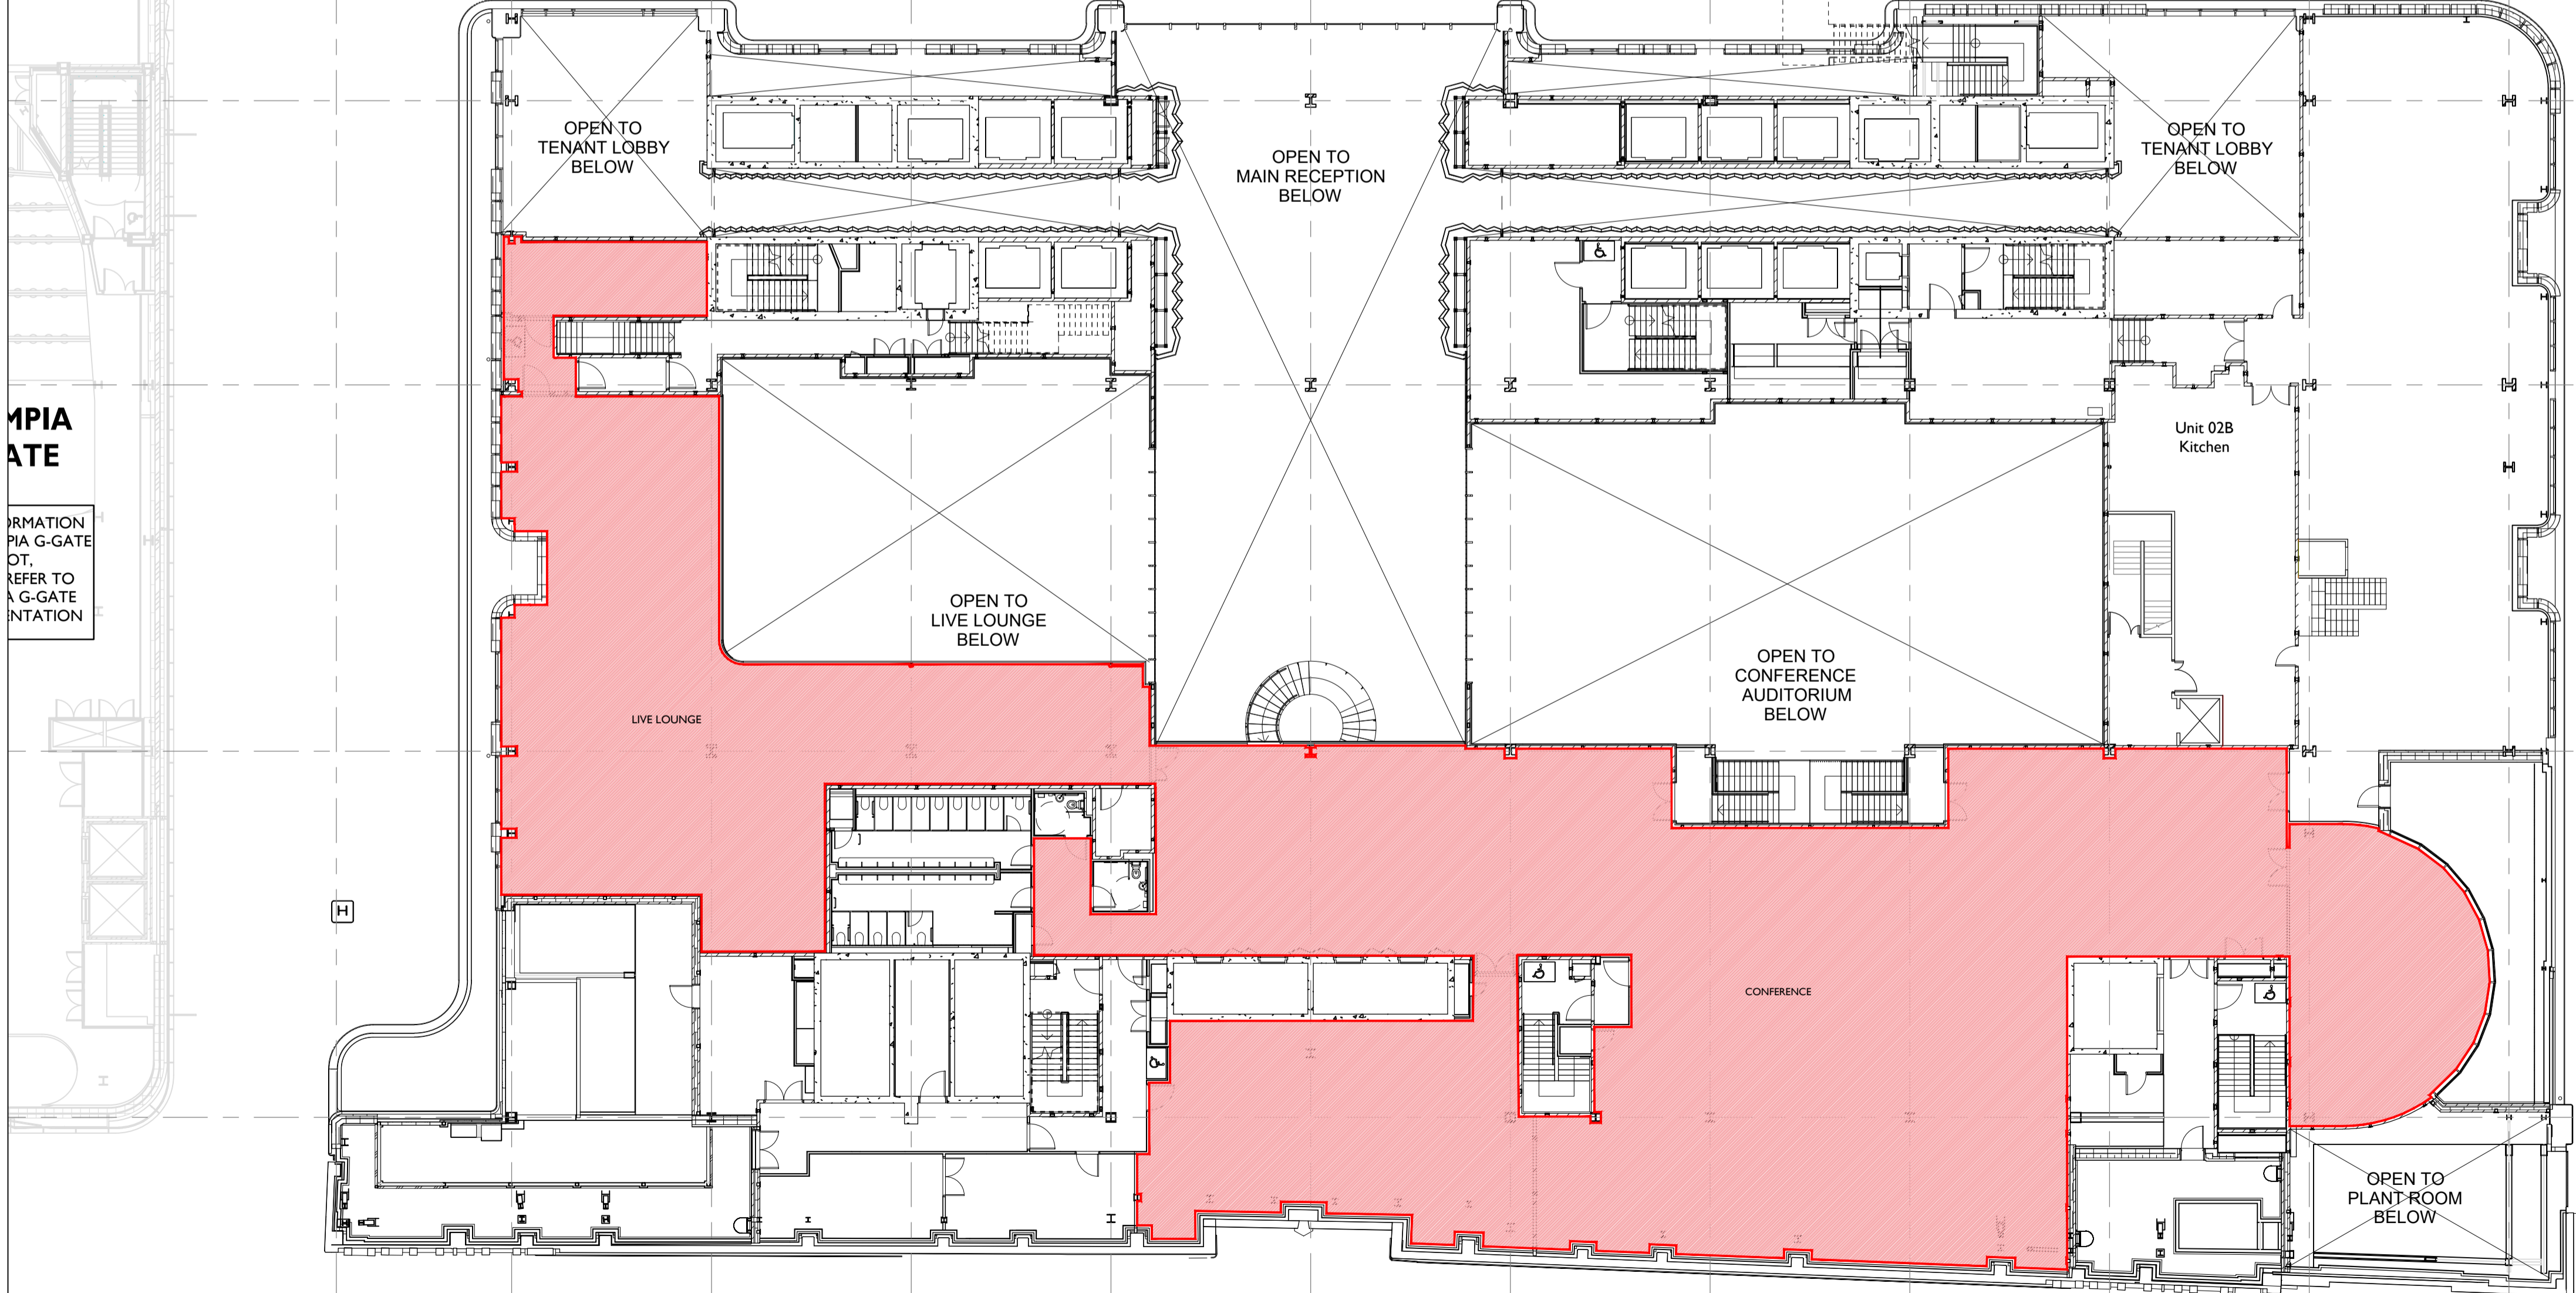 OPEN TO
TENANT LOBBY
BELOW
OPEN TO
MAIN RECEPTION
BELOW
OPEN TO
TENANT LOBBY
BELOW
MPIA
ATE
ORMATION
PIA G-GATE
OT,
REFER TO
A G-GATE
ENTATION
Unit 02B
Kitchen
OPEN TO
LIVE LOUNGE
BELOW
OPEN TO
CONFERENCE
AUDITORIUM
BELOW
LIVE LOUNGE
CONFERENCE
OPEN TO
PLANT ROOM
BELOW